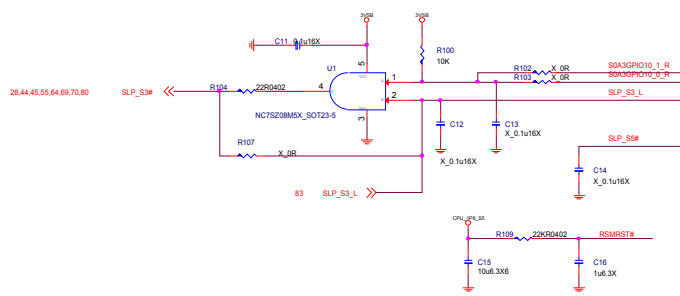 3VSB
3VSB
C11
0.1u16X
R100
10K
R102
X_0R
S0A3GPIO10_1_R
R103
X_0R
S0A3GPIO10_0_R
U1
5
VCC
1
2
4
3
R104
22R0402
28,44,45,55,64,69,70,80
SLP_S3#
SLP_S3_L
NC7SZ08M5X_SOT23-5
C12
X_0.1u16X
C13
X_0.1u16X
R107
X_0R
SLP_S5#
C14
X_0.1u16X
83
SLP_S3_L
CPU_1P8_S5
R109
22KR0402
RSMRST#
C15
10u6.3X6
C16
1u6.3X